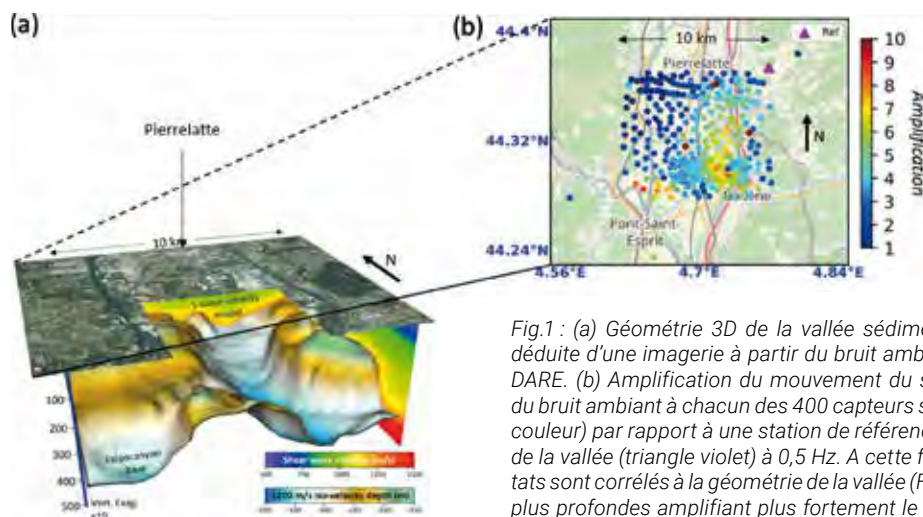 (a)
Pierrelatte
10 km
N
100
200
300
400
500
Vert. Exag.
Shear wave velocity (m/s)
1200 m/s iso-velocity depth (m)
(b)
44.4°N
44.32°N
44.24°N
4.56°E
4.7°E
4.84°E
10 km
Ref
Pierrelatte
N
Pont-Saint-
Esprit
10
9
8
7
6
5
4
3
2
1
Amplification
Fig.1 : (a) Géométrie 3D de la vallée sédime
déduite d'une imagerie à partir du bruit amb
DARE. (b) Amplification du mouvement du s
du bruit ambiant à chacun des 400 capteurs s
couleur) par rapport à une station de référenc
de la vallée (triangle violet) à 0,5 Hz. A cette f
tats sont corrélés à la géométrie de la vallée (F
plus profondes amplifiant plus fortement le